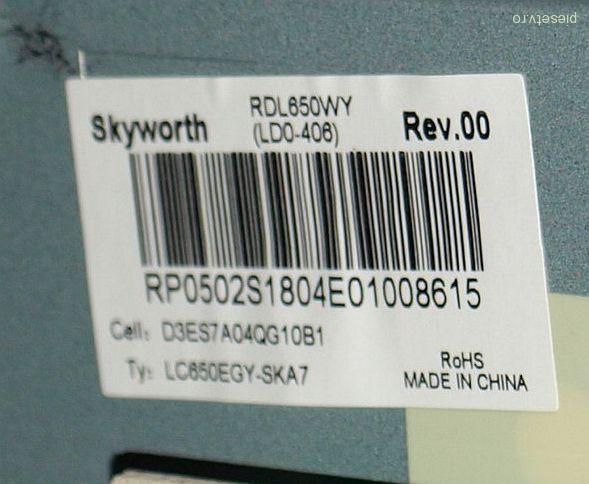 piesetv.ro
Skyworth
RDL650WY
(LD0-406)
Rev.00
RP0502S1804E01008615
Cell: D3ES7A04QG10B1
Ty: LC650EGY-SKA7
RoHS
MADE IN CHINA